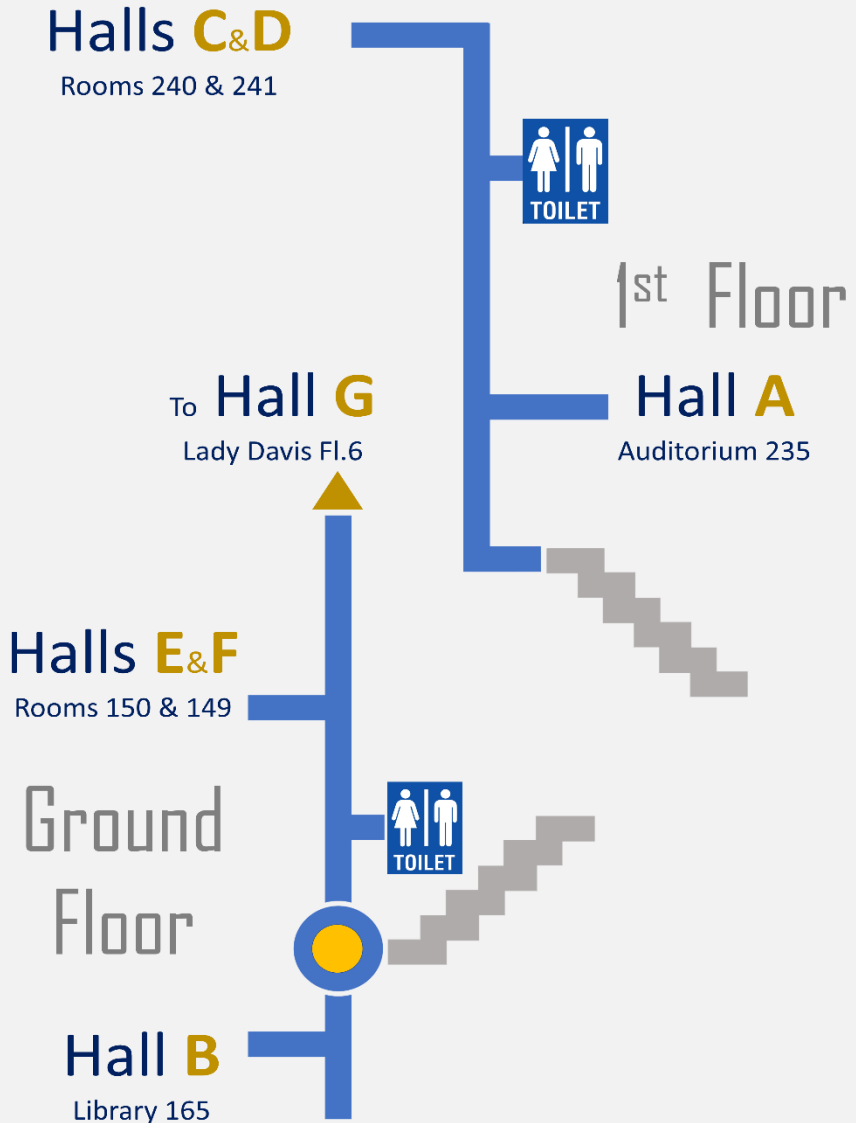 Halls C&D
Rooms 240 & 241
TOILET
1st Floor
To Hall G
Lady Davis Fl.6
Hall A
Auditorium 235
Halls E&F
Rooms 150 & 149
Ground
Floor
TOILET
Hall B
Library 165